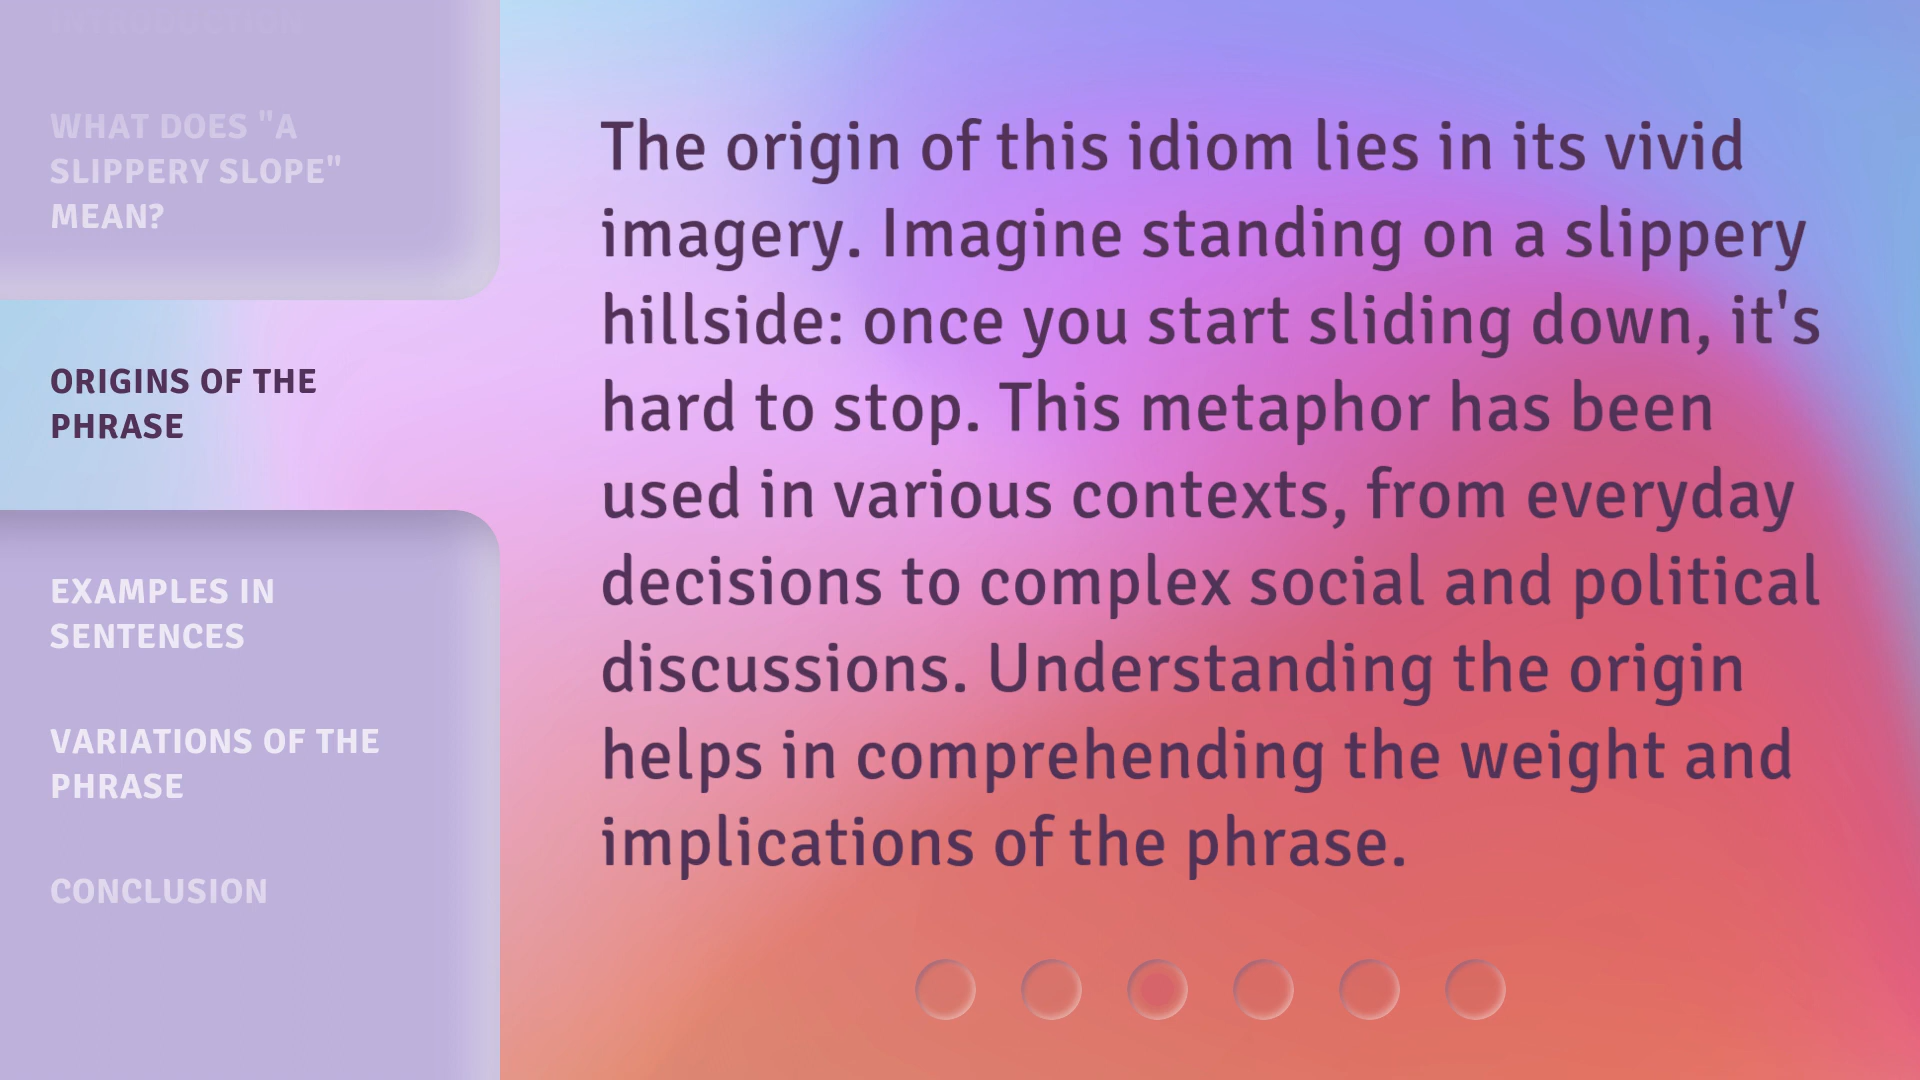 INTRODUCTION
WHAT DOES "A
SLIPPERY SLOPE"
MEAN?
ORIGINS OF THE
PHRASE
EXAMPLES IN
SENTENCES
VARIATIONS OF THE
PHRASE
CONCLUSION
The origin of this idiom lies in its vivid
imagery. Imagine standing on a slippery
hillside: once you start sliding down, it's
hard to stop. This metaphor has been
used in various contexts, from everyday
decisions to complex social and political
discussions. Understanding the origin
helps in comprehending the weight and
implications of the phrase.